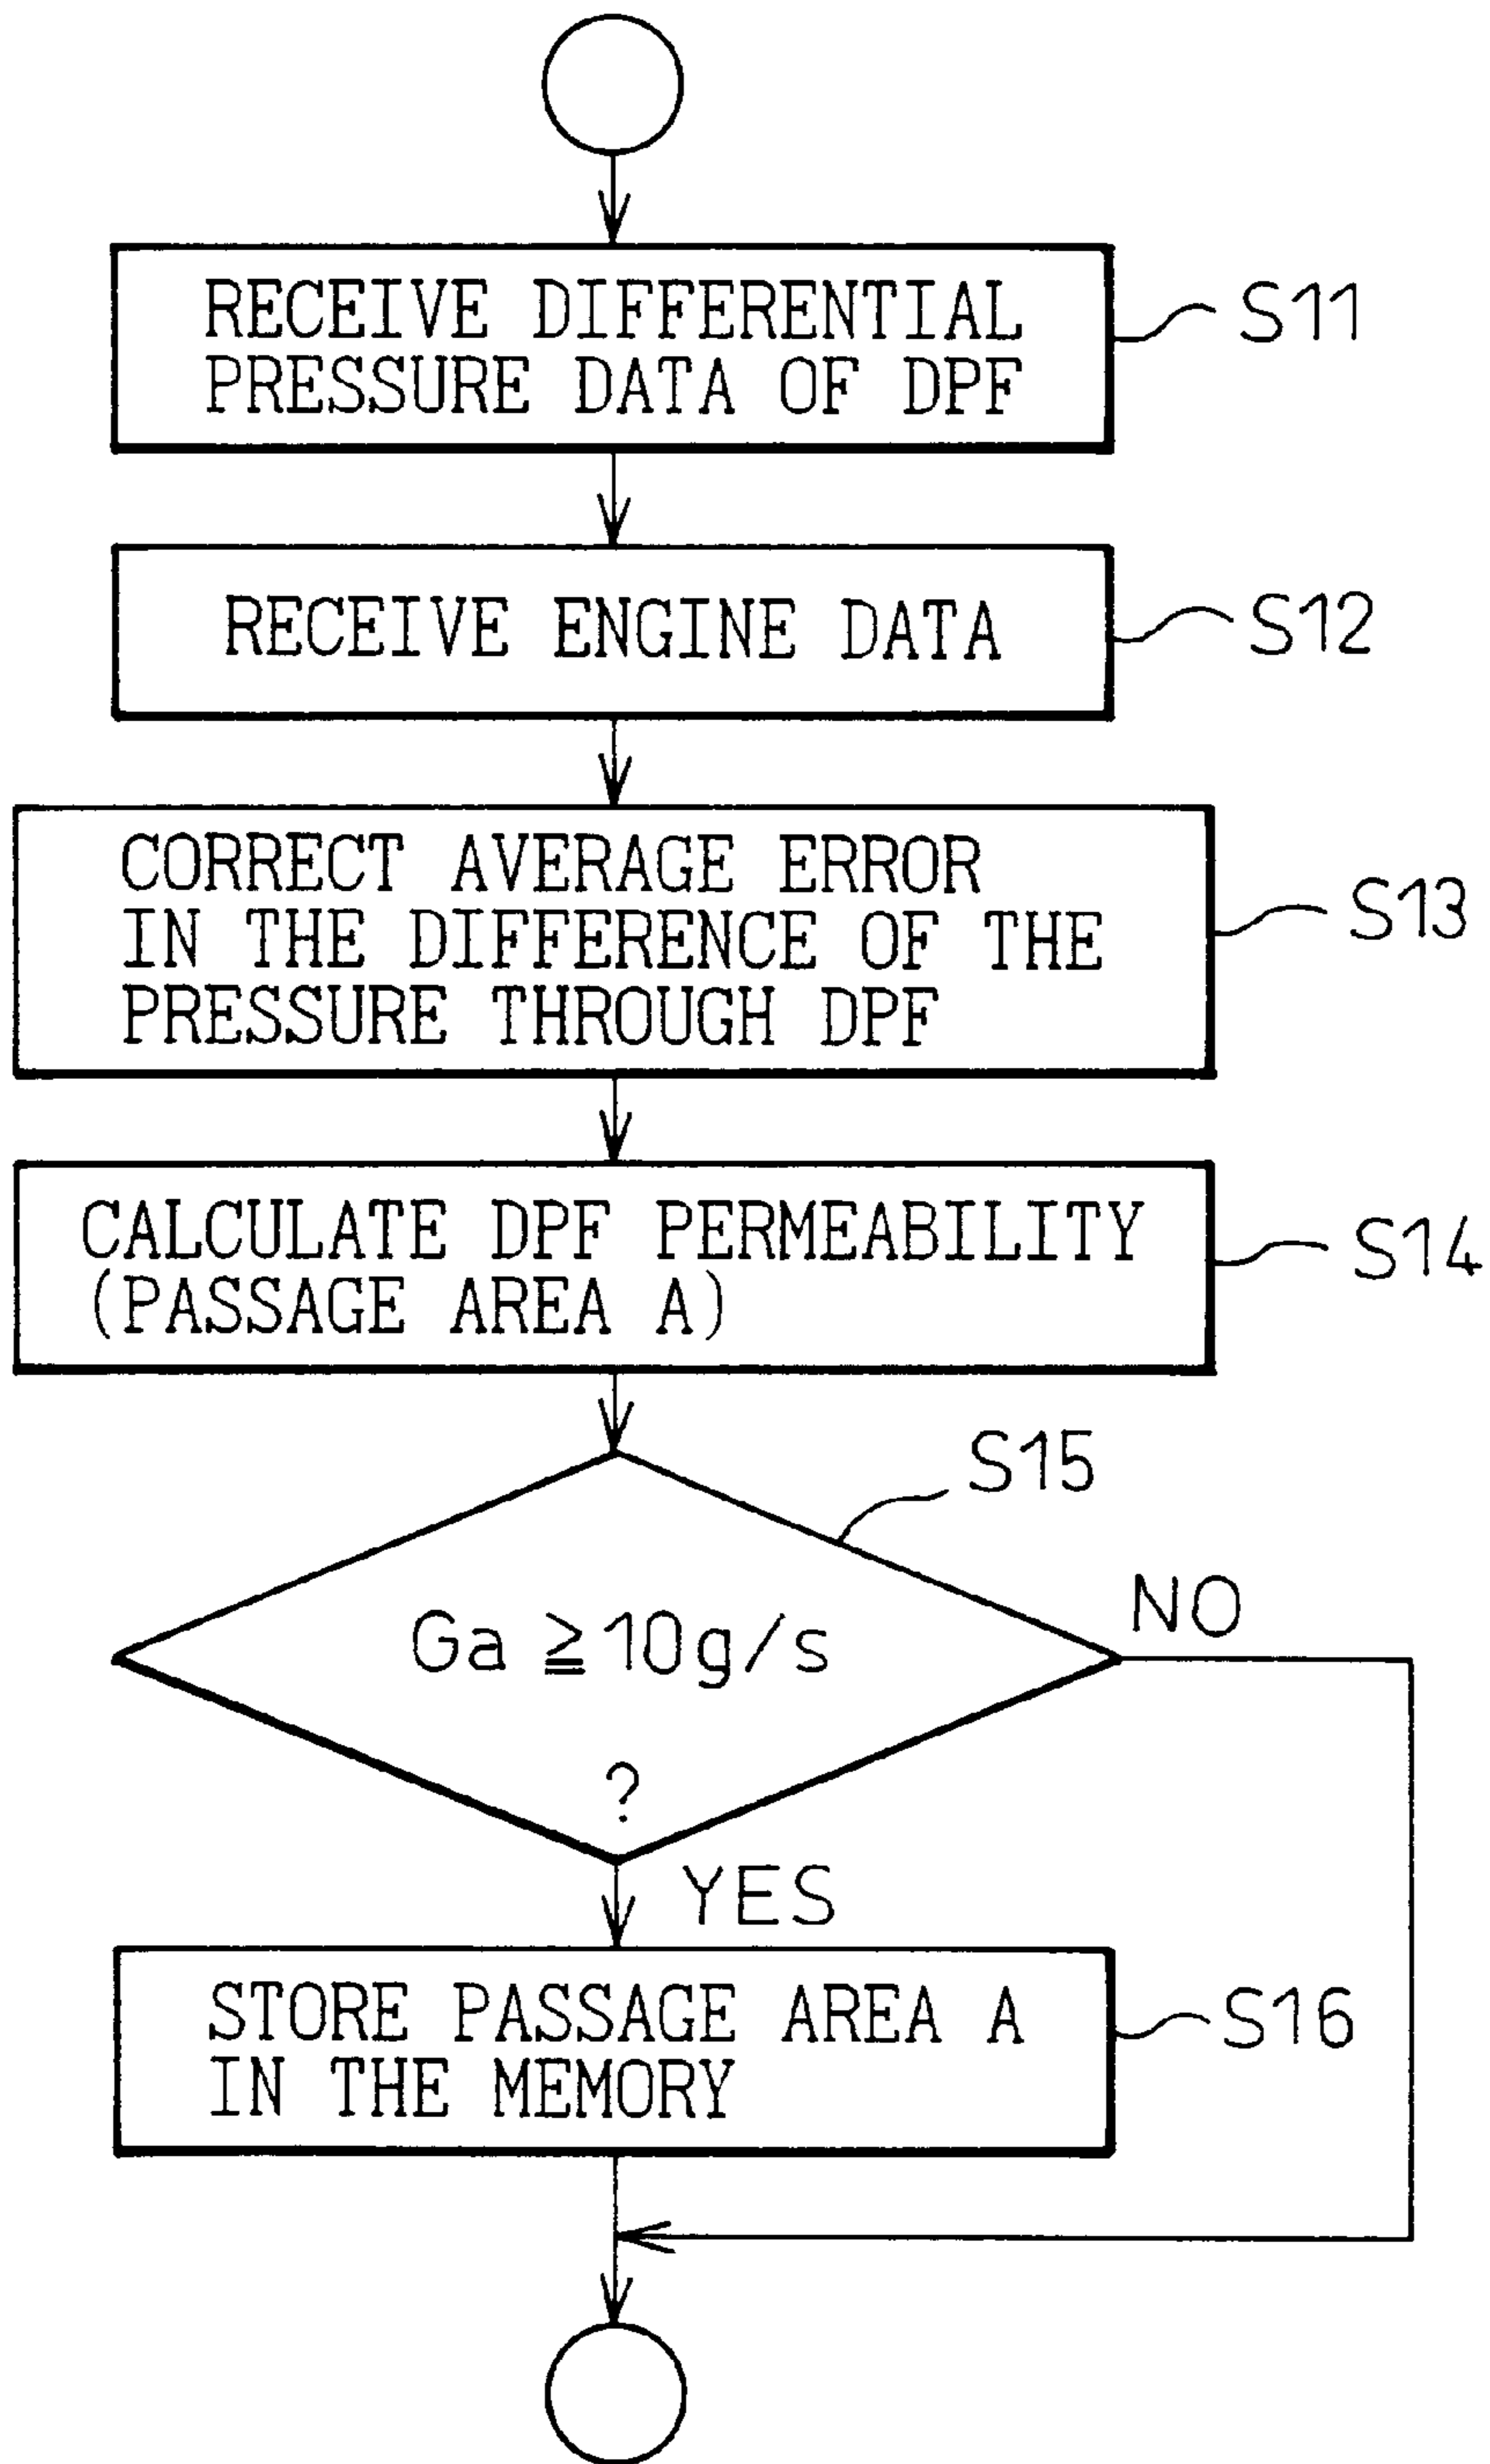 RECEIVE DIFFERENTIAL
PRESSURE DATA OF DPF
S11
RECEIVE ENGINE DATA
S12
CORRECT AVERAGE ERROR
IN THE DIFFERENCE OF THE
PRESSURE THROUGH DPF
S13
CALCULATE DPF PERMEABILITY
(PASSAGE AREA A)
S14
S15
Ga ≧10g/s
?
NO
YES
STORE PASSAGE AREA A
IN THE MEMORY
S16